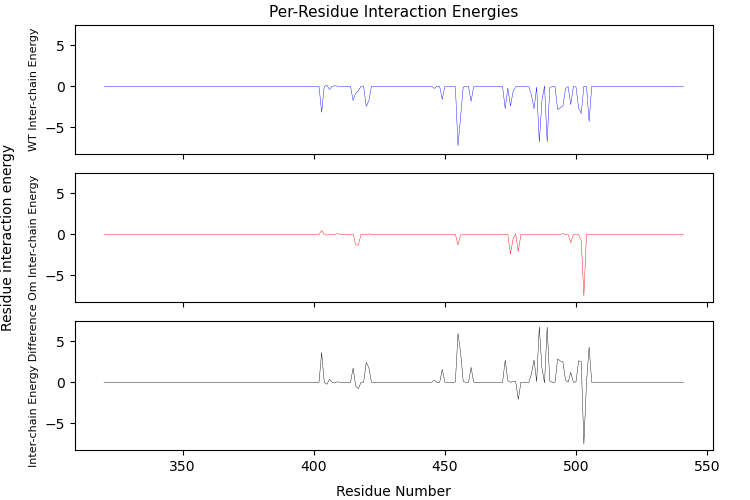 Per-Residue Interaction Energies
Residue interaction energy
WT Inter-chain Energy
5
0
−5
Om Inter-chain Energy
5
0
−5
Inter-chain Energy Difference
5
0
−5
350
400
450
500
550
Residue Number